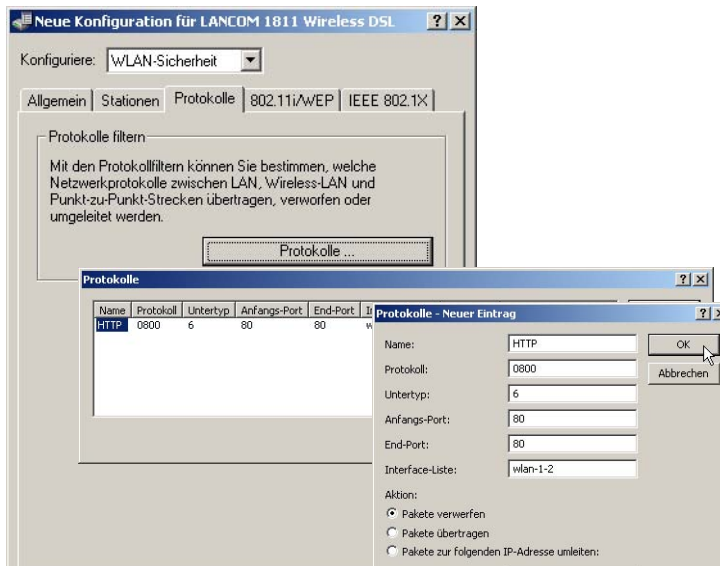 Neue Konfiguration für LANCOM 1811 Wireless DSL
Konfiguriere: WLAN-Sicherheit
Allgemein Stationen Protokolle 802.11i/WEP IEEE 802.1X
Protokolle filtern
Mit den Protokollfiltern können Sie bestimmen, welche
Netzwerkprotokolle zwischen LAN, Wireless-LAN und
Punkt-zu-Punkt-Strecken übertragen, verworfen oder
umgeleitet werden.
Protokolle ...
Protokolle
Name Protokoll Untertyp Anfangs-Port End-Port
HTTP 0800 6 80 80
Protokolle - Neuer Eintrag
Name: HTTP OK
Protokoll: 0800 Abbrechen
Untertyp: 6
Anfangs-Port: 80
End-Port: 80
Interface-Liste: wlan-1-2
Aktion:
Pakete verwerfen
Pakete übertragen
Pakete zur folgenden IP-Adresse umleiten: